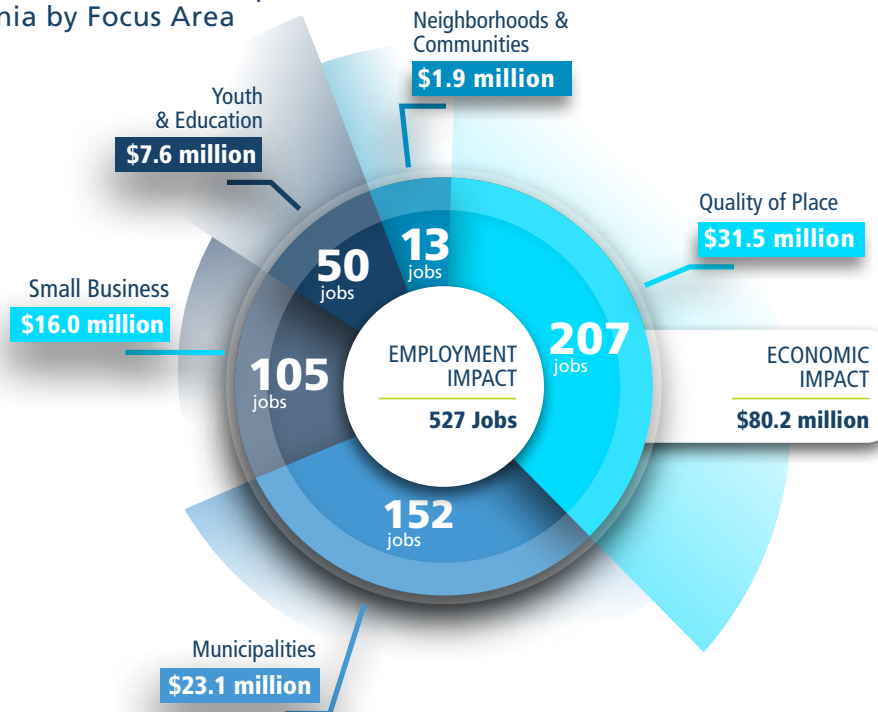 nia by Focus Area
Neighborhoods &
Communities
$1.9 million
Youth
& Education
$7.6 million
Quality of Place
$31.5 million
Small Business
$16.0 million
13
jobs
50
jobs
207
jobs
105
jobs
152
jobs
EMPLOYMENT
IMPACT
527 Jobs
ECONOMIC
IMPACT
$80.2 million
Municipalities
$23.1 million